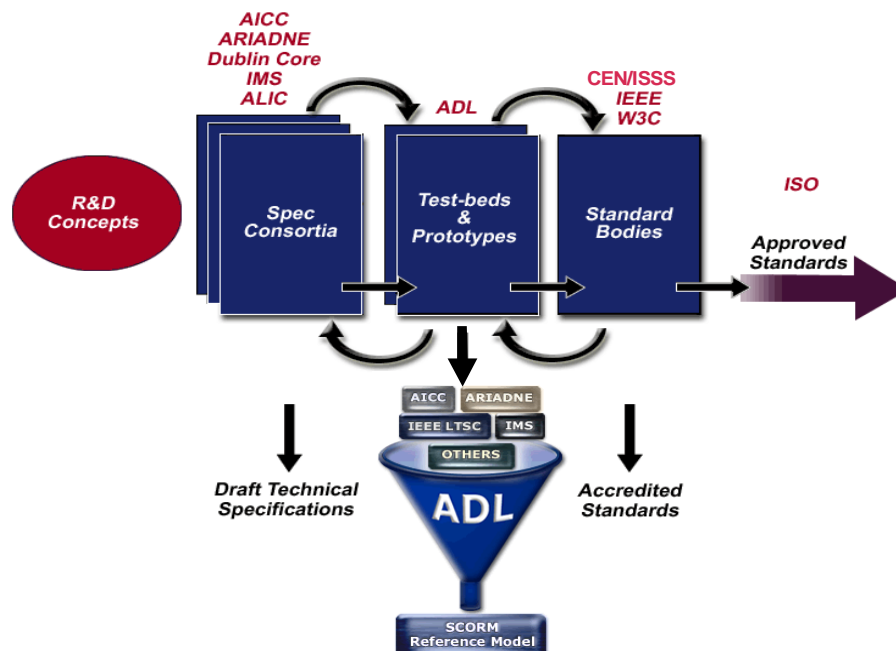 AICC
ARIADNE
Dublin Core
IMS
ALIC
ADL
CEN/ISSS
IEEE
W3C
ISO
R&D
Concepts
Spec
Consortia
Test-beds
&
Prototypes
Standard
Bodies
Approved
Standards
AICC
ARIADNE
IEEE LTSC
IMS
OTHERS
ADL
Draft Technical
Specifications
Accredited
Standards
SCORM
Reference Model